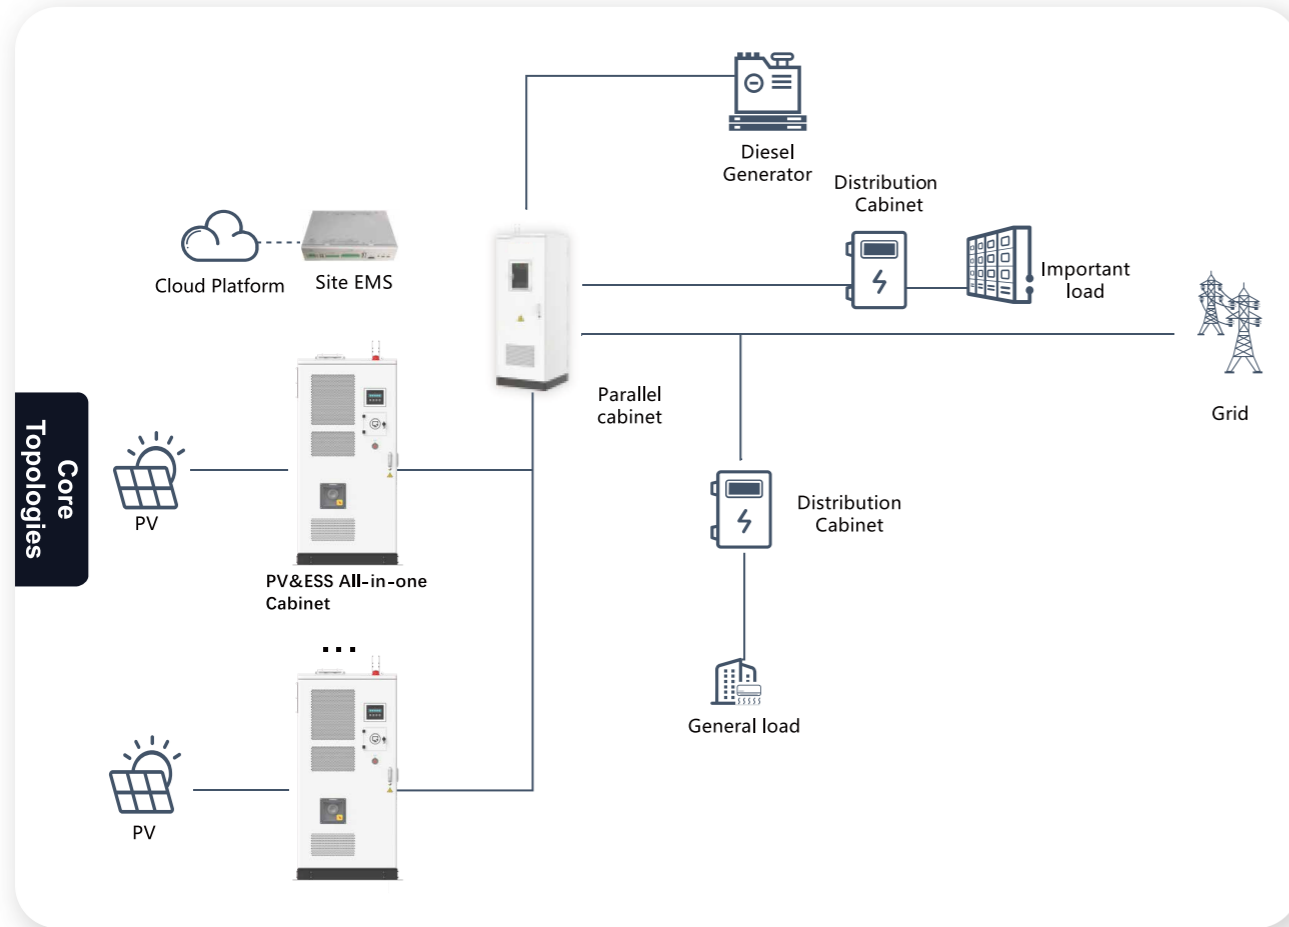 Core
Topologies
Diesel
Generator
Distribution
Cabinet
Cloud Platform
Site EMS
Important
load
Parallel
cabinet
Grid
PV
PV&ESS All-in-one
Cabinet
Distribution
Cabinet
...
General load
PV